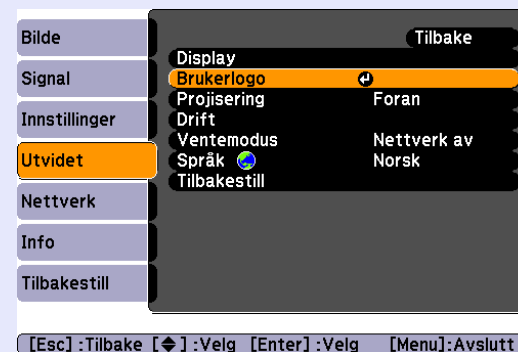 Bilde
Signal
Innstillinger
Utvidet
Nettverk
Info
Tilbakestill
Tilbake
Display
Brukerlogo
Projisering Foran
Drift
Ventemodus Nettverk av
Språk Norsk
Tilbakestill
[Esc] :Tilbake [◆] :Velg [Enter] :Velg [Menu] :Avslutt